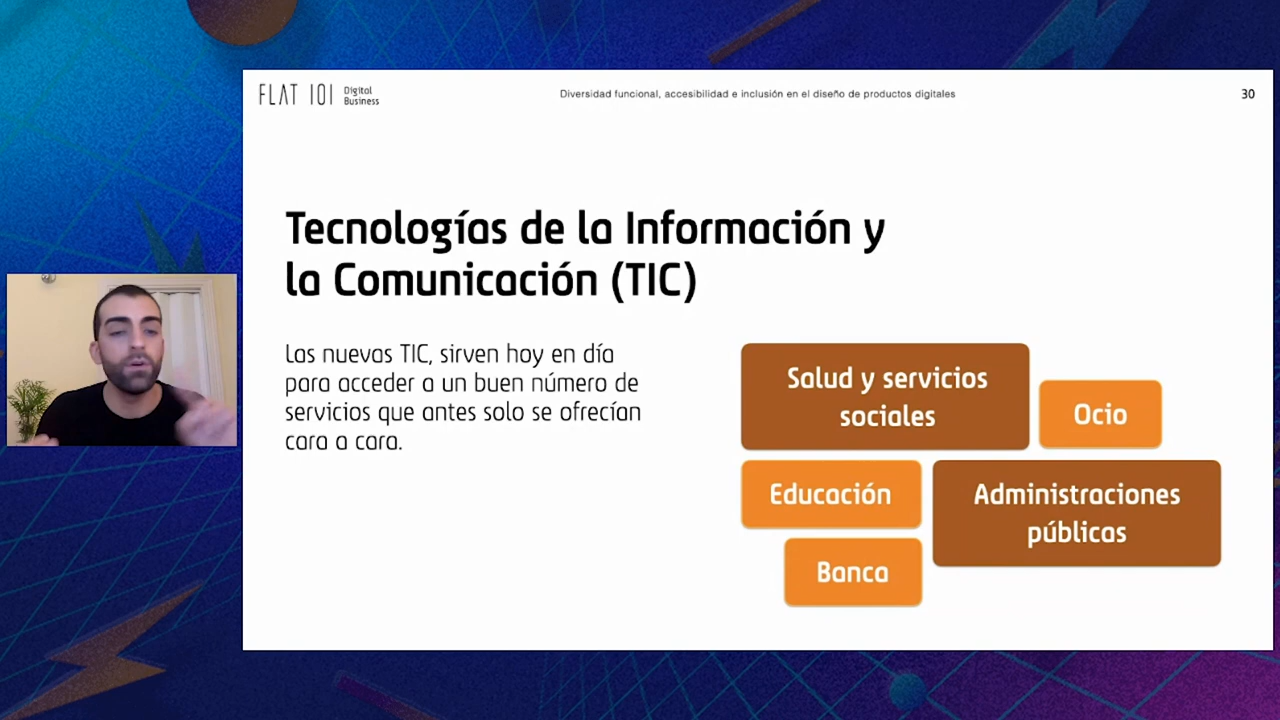 FLAT 101
Digital
Business
Diversidad funcional, accesibilidad e inclusión en el diseño de productos digitales
30
Tecnologías de la Información y
la Comunicación (TIC)
Las nuevas TIC, sirven hoy en día
para acceder a un buen número de
servicios que antes solo se ofrecían
cara a cara.
Salud y servicios
sociales
Ocio
Educación
Administraciones
públicas
Banca